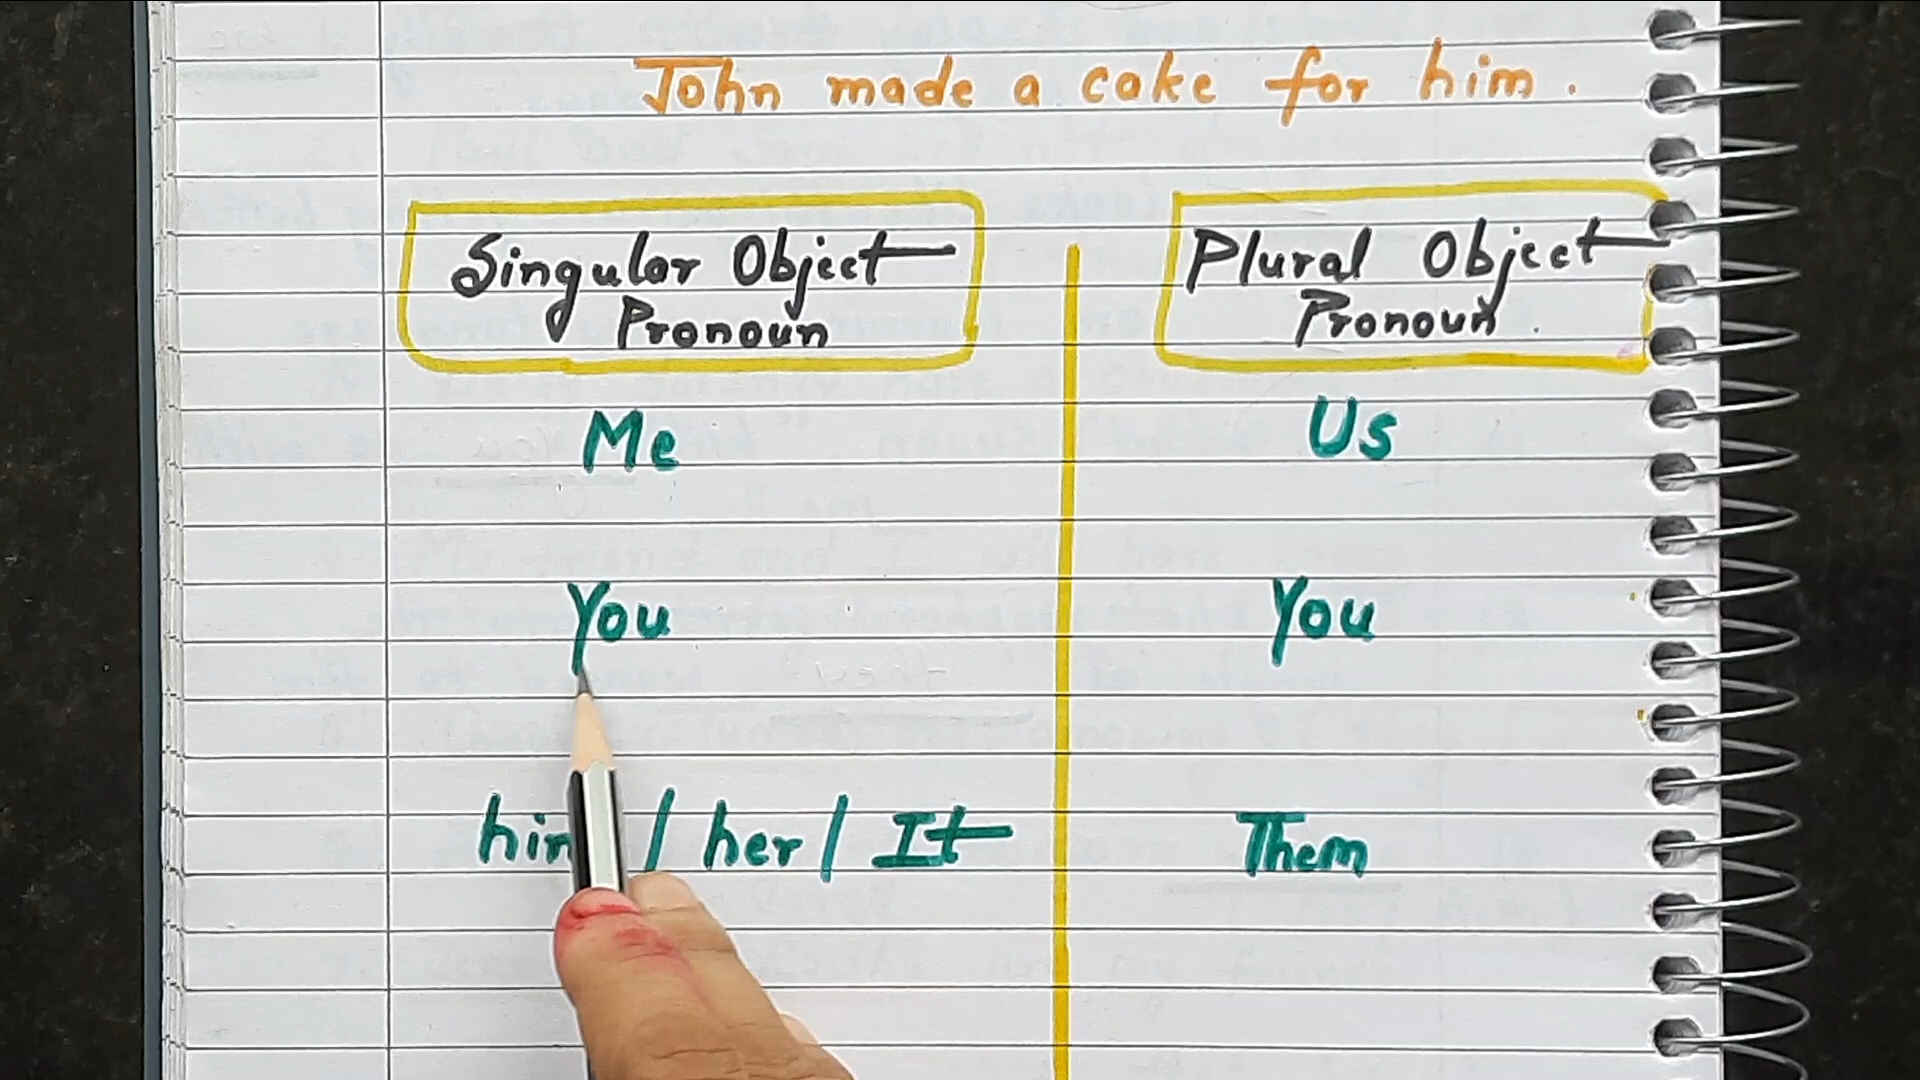 John made a cake for him.
Singular Object
Pronoun
Plural Object
Pronoun.
Me
Us
You
You
him / her / It
Them